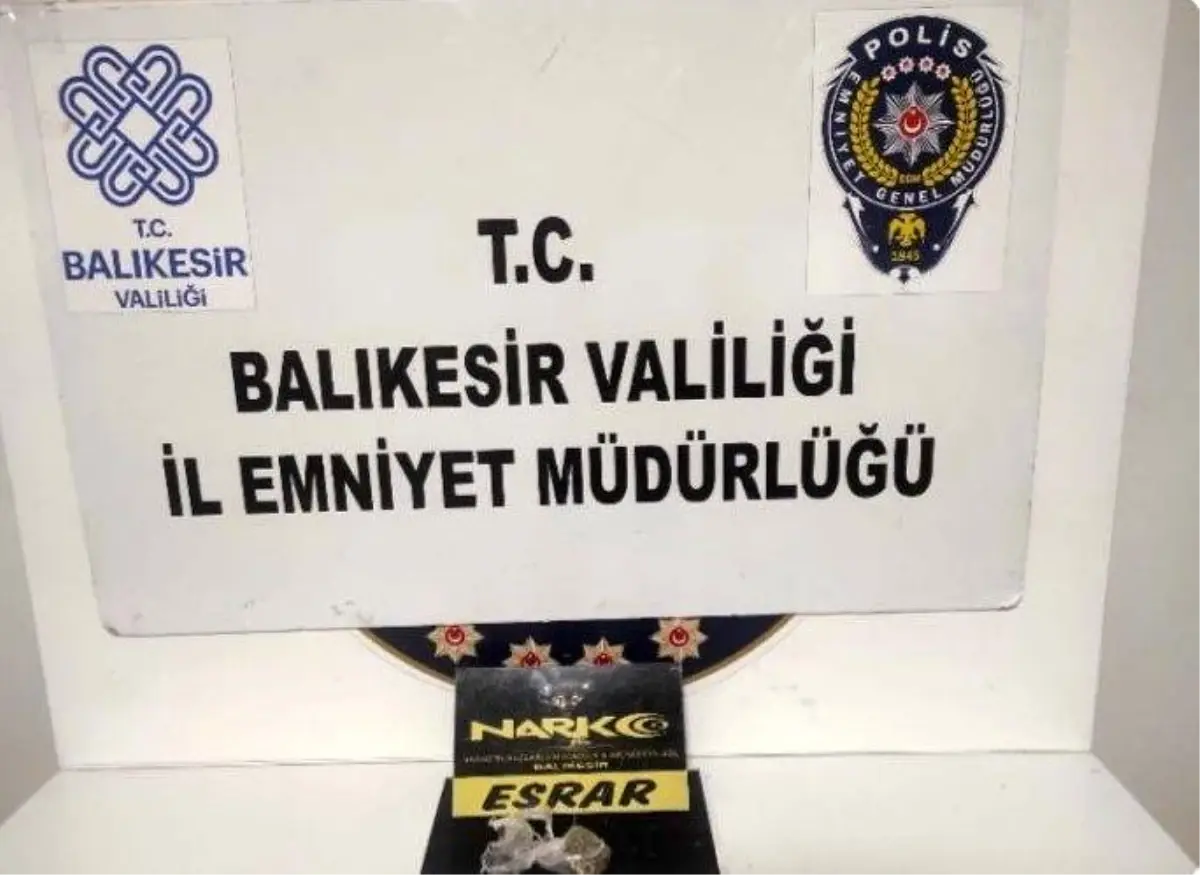 T.C.
BALIKESİR
VALİLİĞİ
POLİS
EMNİYET GENEL MÜDÜRLÜĞÜ
EGM
1845
T.C.
BALIKESİR VALİLİĞİ
İL EMNİYET MÜDÜRLÜĞÜ
NARKO
BALIKESİR
ESRAR